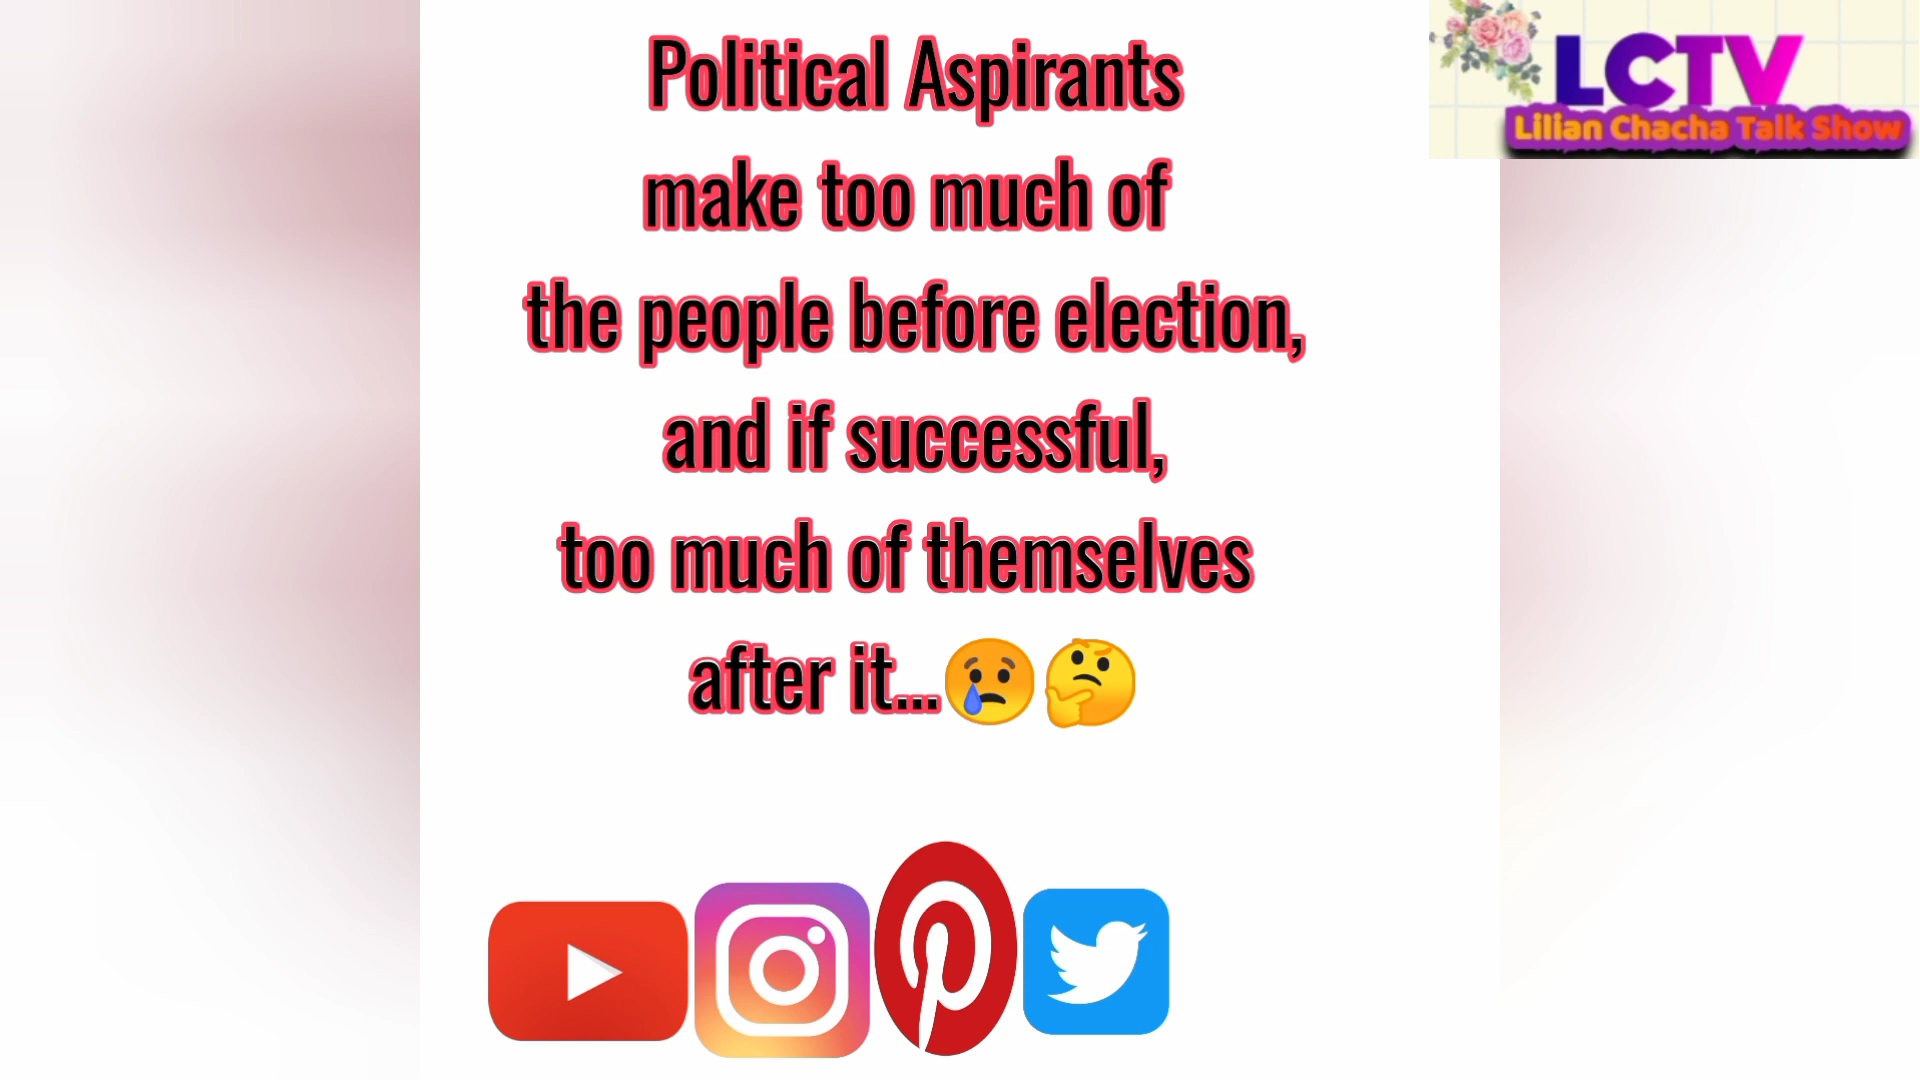 Political Aspirants
make too much of
the people before election,
and if successful,
too much of themselves
after it...😢🤔
LCTV
Lilian Chacha Talk Show